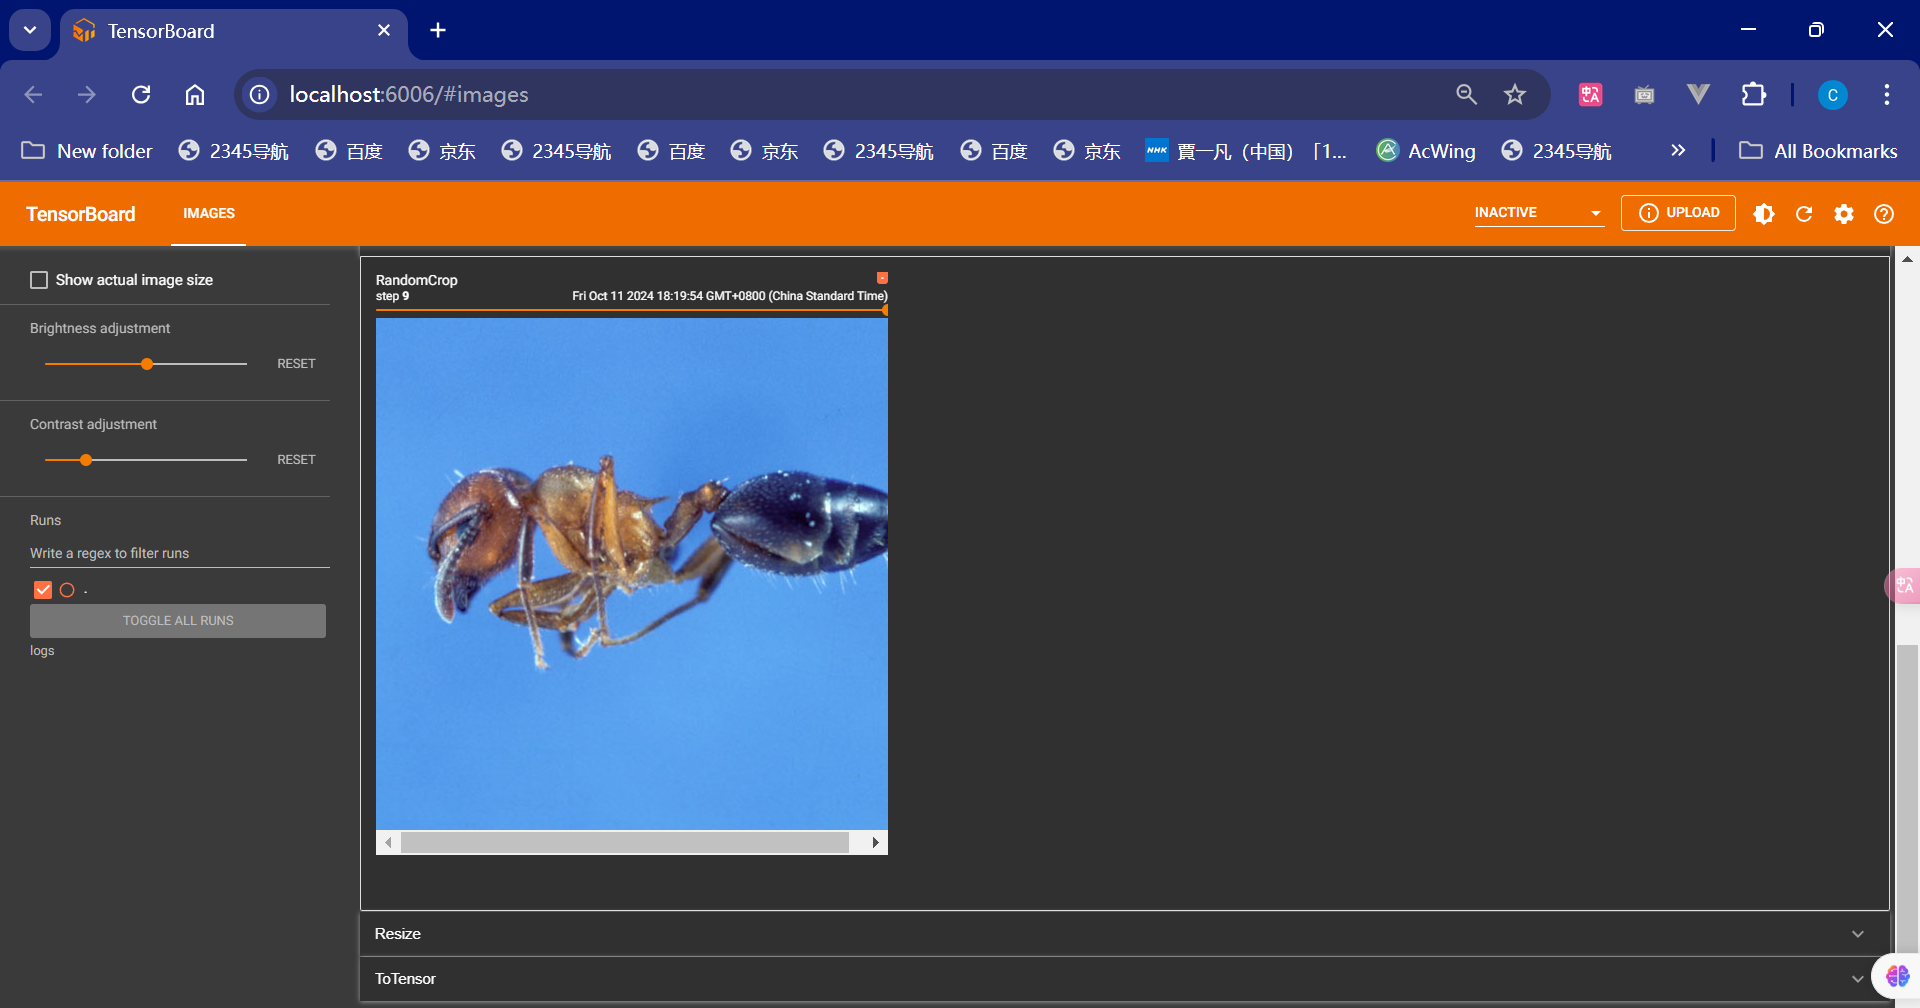 TensorBoard
localhost:6006/#images
C
New folder 2345导航 百度 京东 2345导航 百度 京东 2345导航 百度 京东 NHK 賈一凡（中国）「1... AcWing 2345导航 All Bookmarks
TensorBoard IMAGES INACTIVE UPLOAD
Show actual image size
Brightness adjustment
RESET
Contrast adjustment
RESET
Runs
Write a regex to filter runs
.
TOGGLE ALL RUNS
logs
RandomCrop
step 9 Fri Oct 11 2024 18:19:54 GMT+0800 (China Standard Time)
中A
Resize
ToTensor